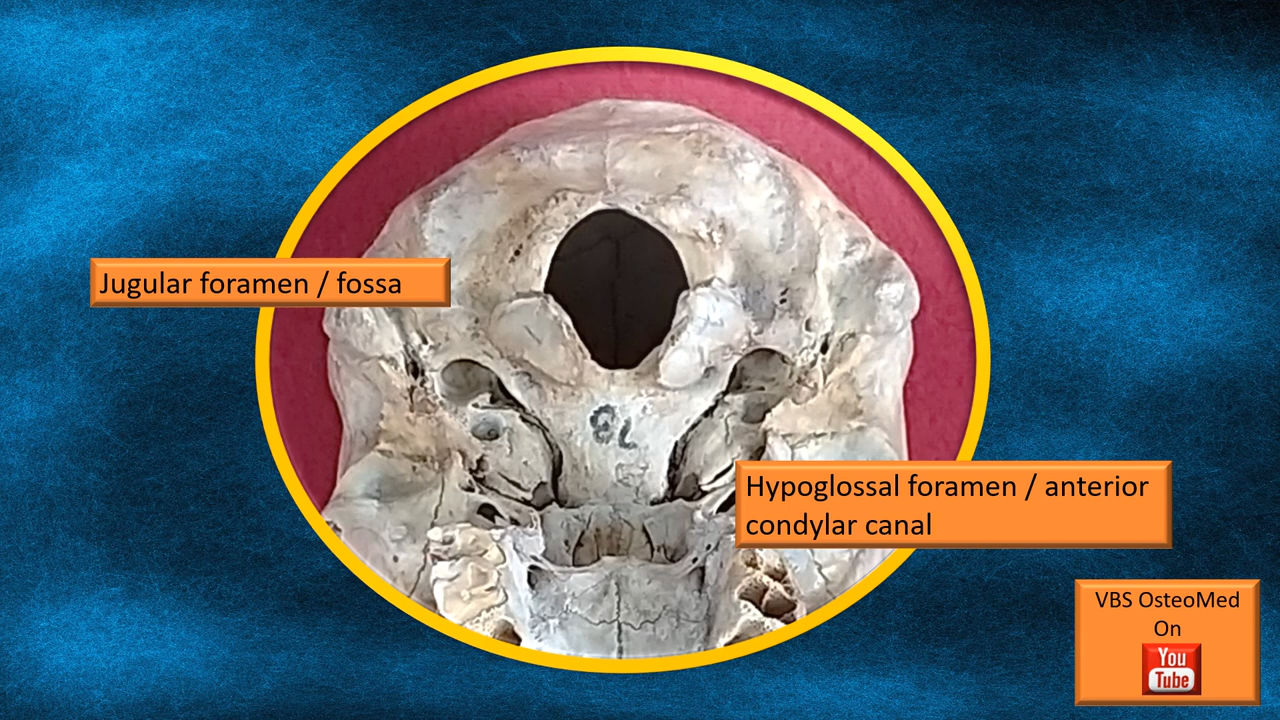 Jugular foramen / fossa
Hypoglossal foramen / anterior
condylar canal
VBS OsteoMed
On
You
Tube